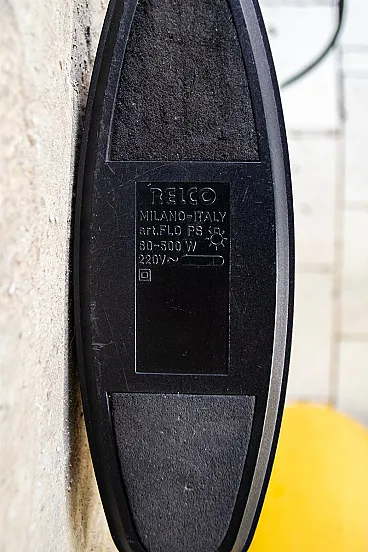 RELCO
MILANO-ITALY
art.FLO PS
60-500 W
220V~